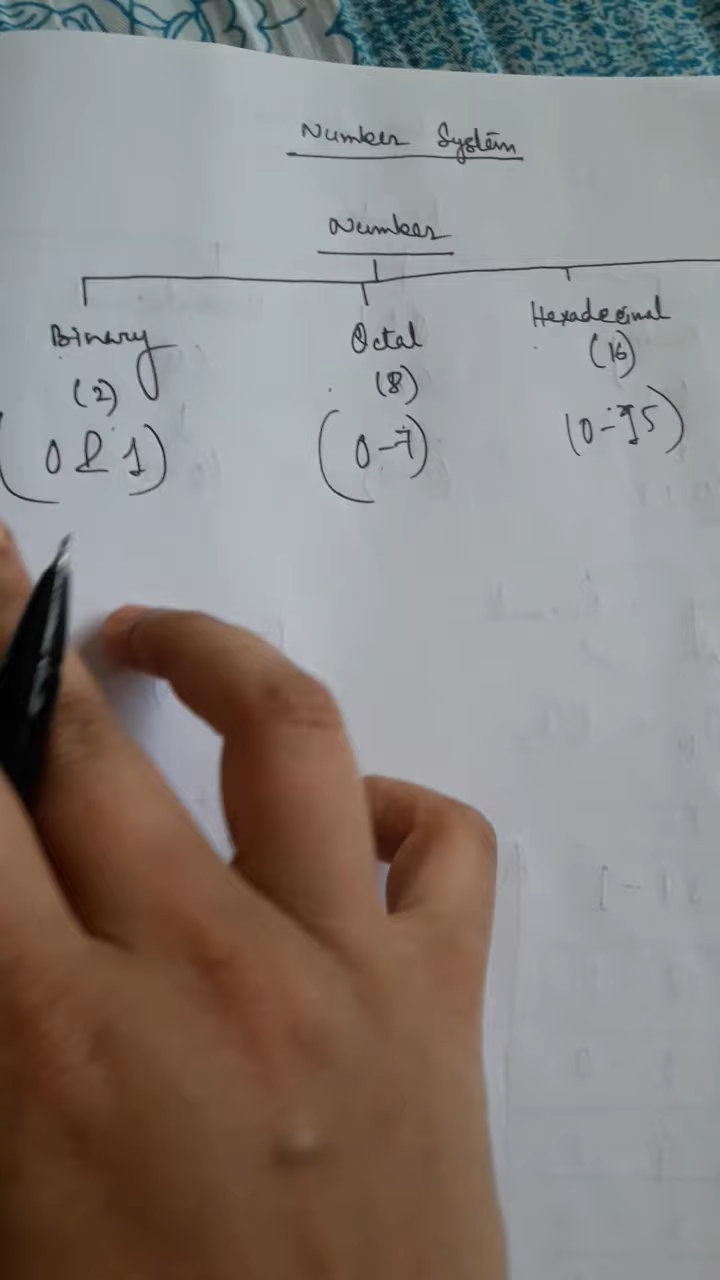 Number System
Number
Binary
(2)
(0 & 1)
Octal
(8)
(0-7)
Hexadecimal
(16)
(0-15)